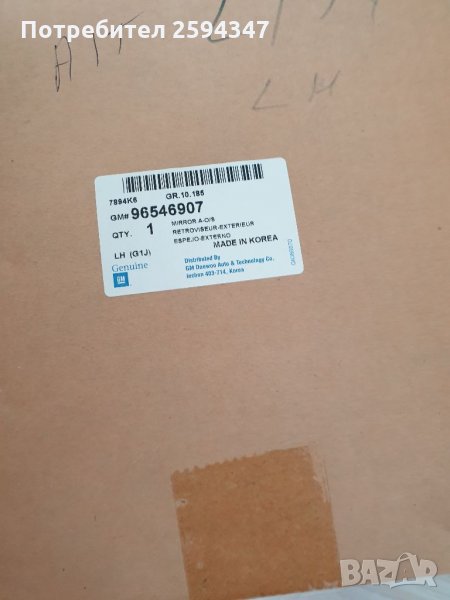 Потребител 2594347
LH
7894K6 GR.10.185
GM# 96546907
QTY. 1 MIRROR A-O/S
RETROVISEUR-EXTERIEUR
ESPEJO-EXTERNO
MADE IN KOREA
LH (G1J)
Genuine
GM
Distributed By
GM Daewoo Auto & Technology Co.
Incheon 403-714, Korea
BAZAR